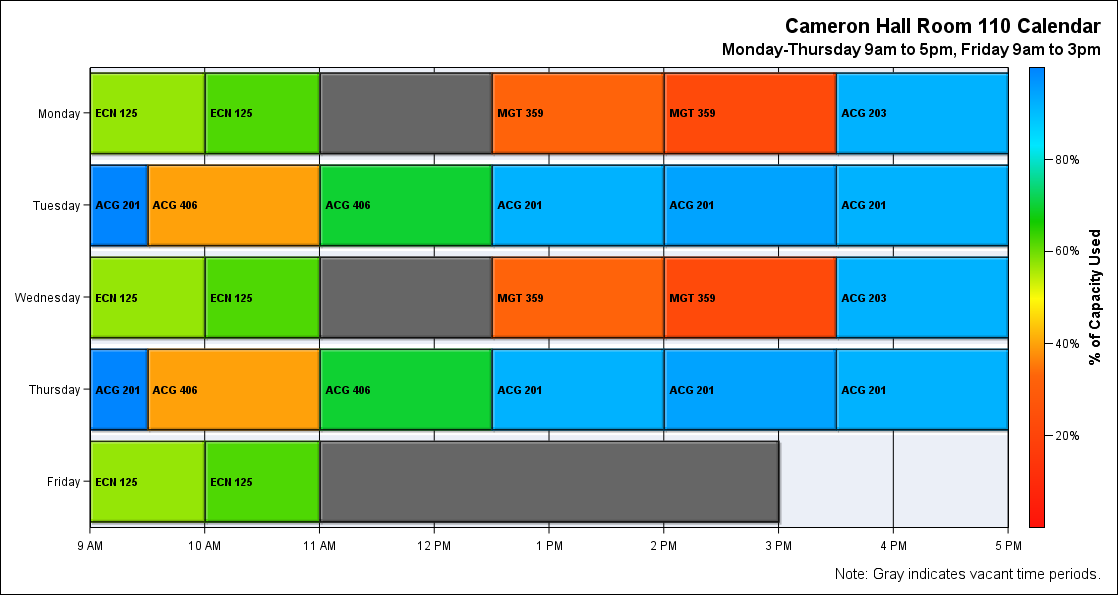 Cameron Hall Room 110 Calendar
Monday-Thursday 9am to 5pm, Friday 9am to 3pm
Monday ECN 125 ECN 125 MGT 359 MGT 359 ACG 203
80%
Tuesday ACG 201 ACG 406 ACG 406 ACG 201 ACG 201 ACG 201
60%
Wednesday ECN 125 ECN 125 MGT 359 MGT 359 ACG 203
% of Capacity Used
40%
Thursday ACG 201 ACG 406 ACG 406 ACG 201 ACG 201 ACG 201
20%
Friday ECN 125 ECN 125
9 AM 10 AM 11 AM 12 PM 1 PM 2 PM 3 PM 4 PM 5 PM
Note: Gray indicates vacant time periods.